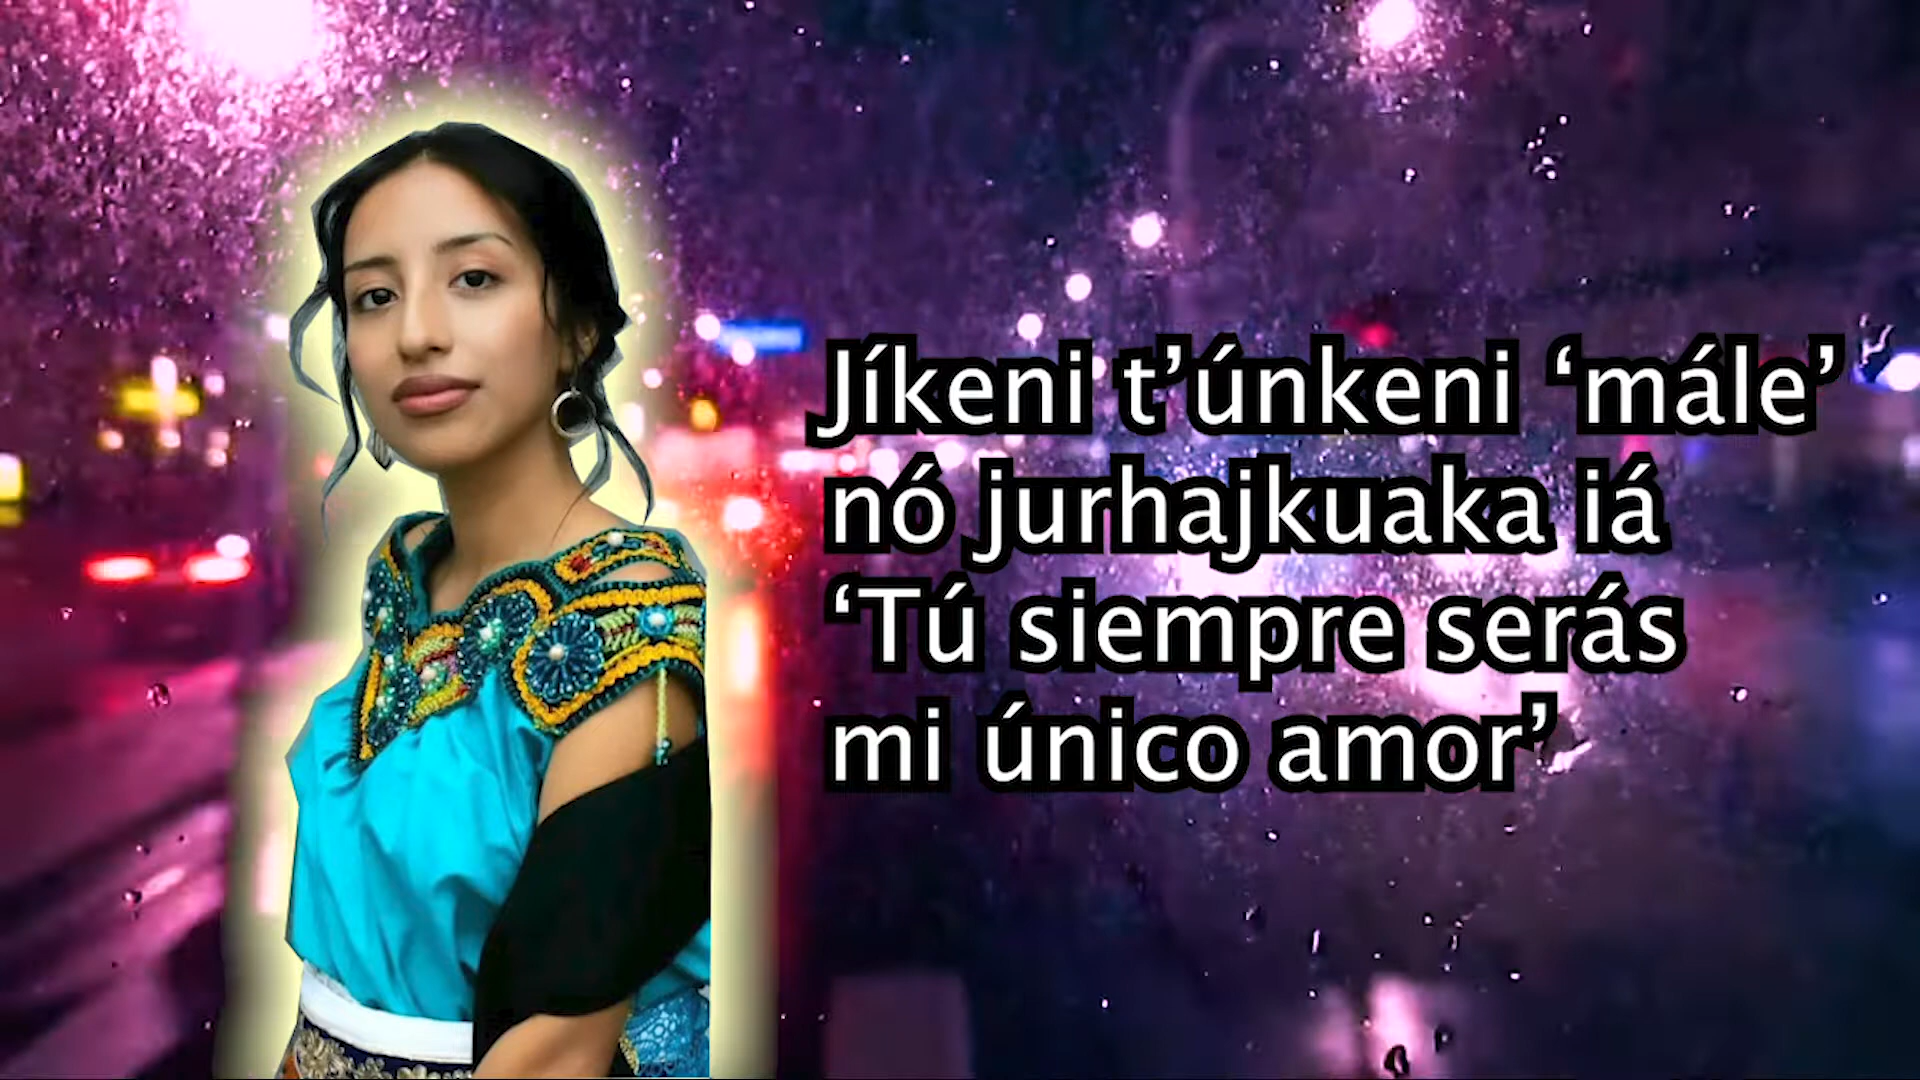 Jíkeni t’únkeni ‘mále’
nó jurhajkuaka iá
‘Tú siempre serás
mi único amor’